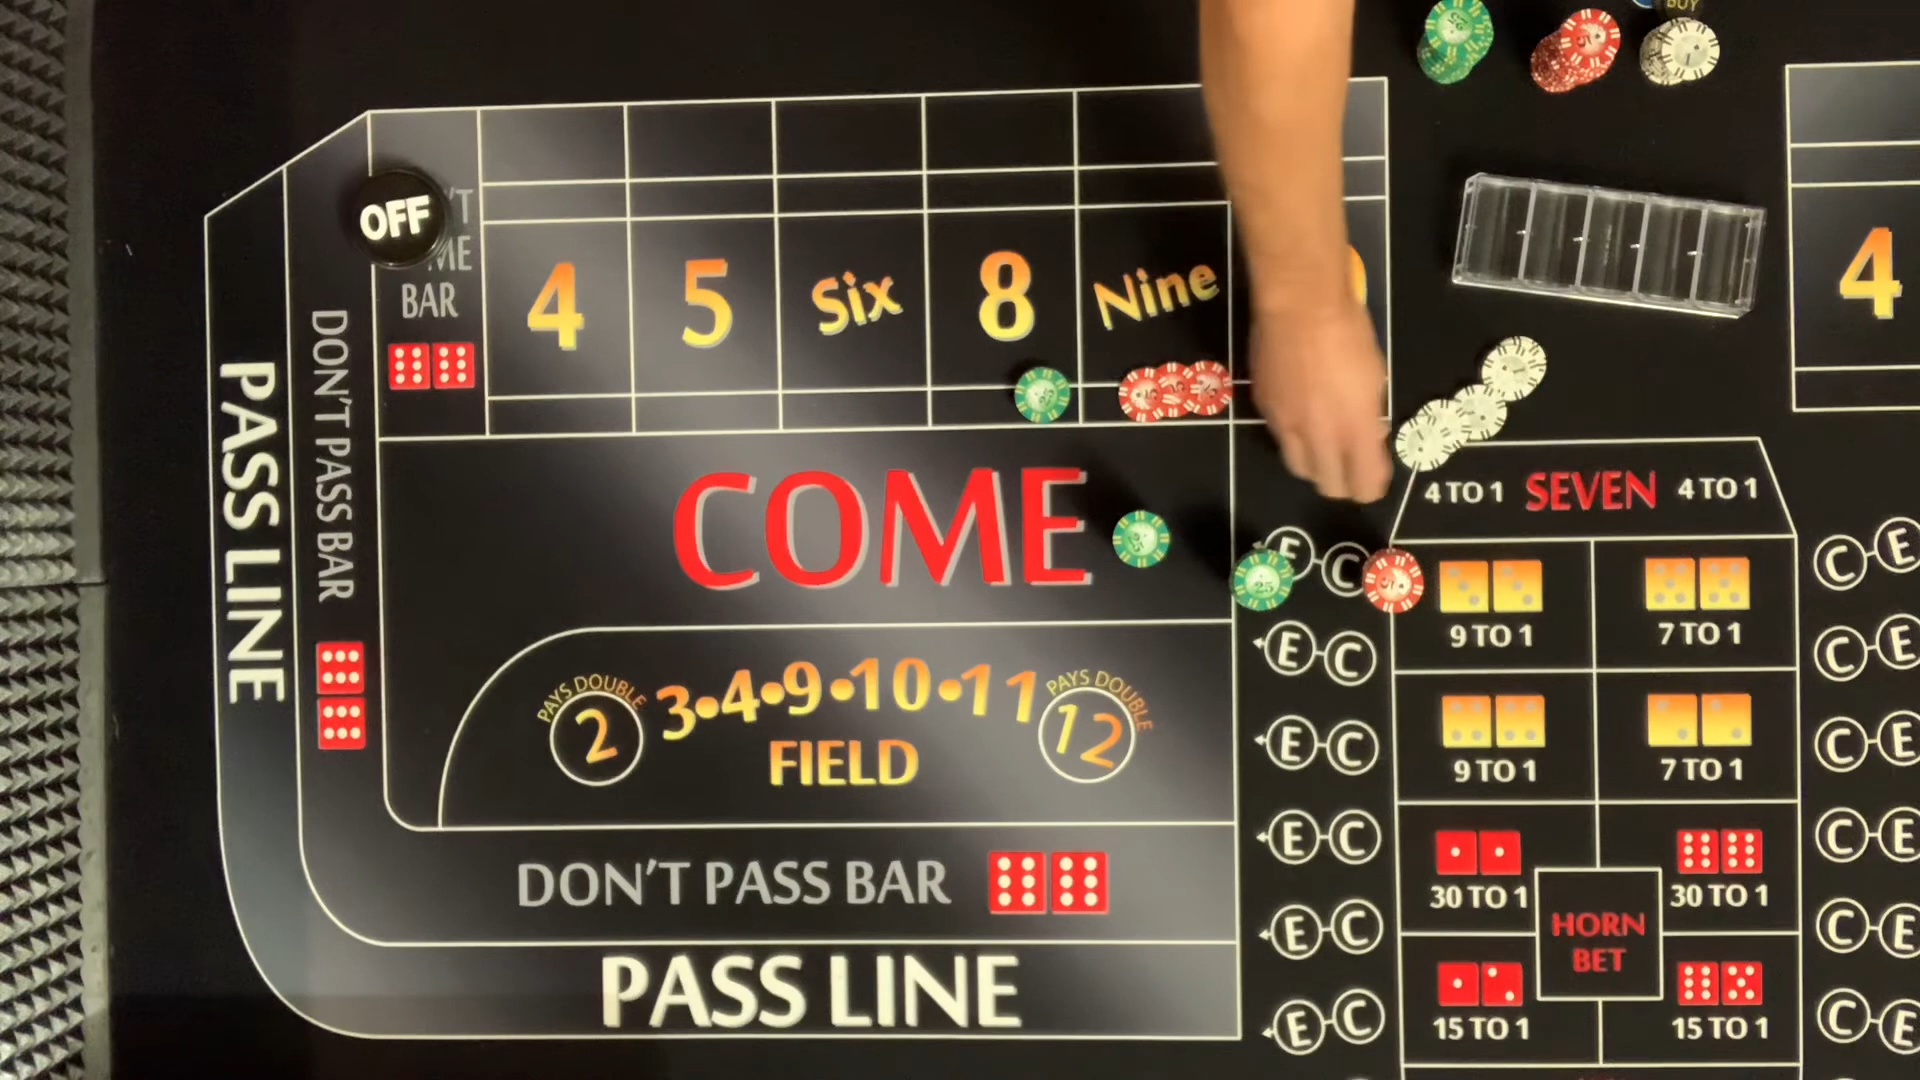 BUY
OFF
BAR
4
5
Six
8
Nine
4
DON'T PASS BAR
PASS LINE
COME
PAYS DOUBLE
2
3•4•9•10•11
PAYS DOUBLE
12
FIELD
DON'T PASS BAR
PASS LINE
4 TO 1 SEVEN 4 TO 1
E C
C E
9 TO 1
7 TO 1
E C
C E
9 TO 1
7 TO 1
E C
C E
30 TO 1
30 TO 1
E C
C E
HORN
BET
E C
C E
15 TO 1
15 TO 1
E C
C E
25